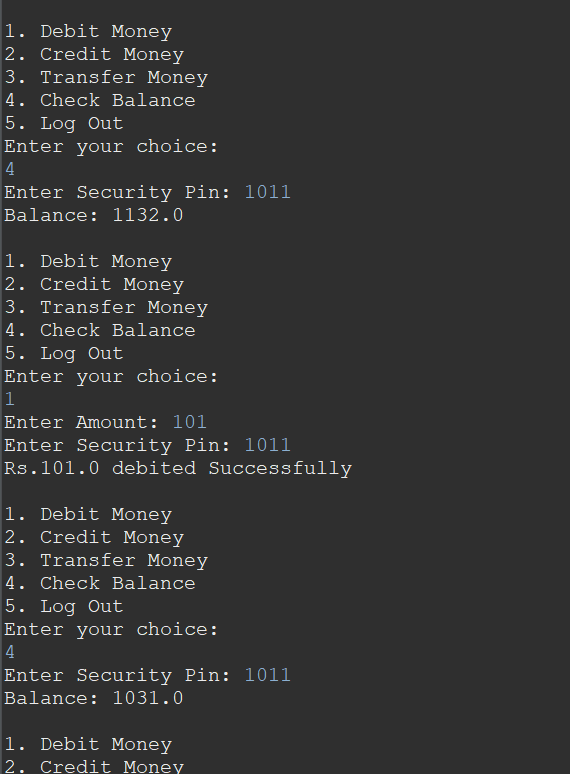 1. Debit Money
2. Credit Money
3. Transfer Money
4. Check Balance
5. Log Out
Enter your choice:
4
Enter Security Pin: 1011
Balance: 1132.0
1. Debit Money
2. Credit Money
3. Transfer Money
4. Check Balance
5. Log Out
Enter your choice:
1
Enter Amount: 101
Enter Security Pin: 1011
Rs.101.0 debited Successfully
1. Debit Money
2. Credit Money
3. Transfer Money
4. Check Balance
5. Log Out
Enter your choice:
4
Enter Security Pin: 1011
Balance: 1031.0
1. Debit Money
2. Credit Money